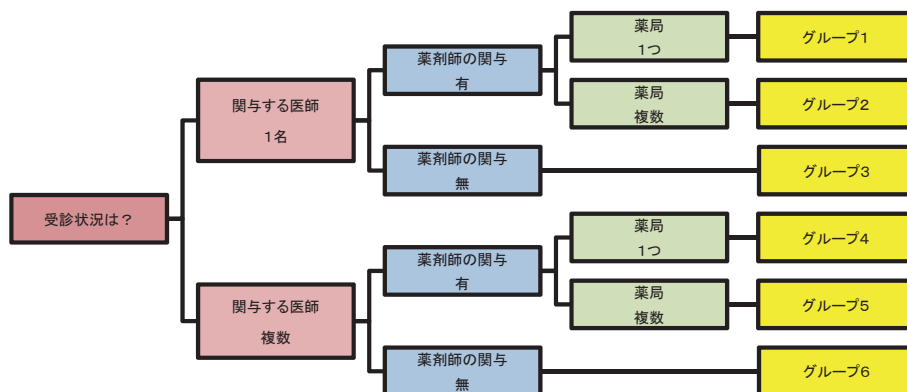 受診状況は？
関与する医師
1名
薬剤師の関与
有
薬局
1つ
グループ1
薬局
複数
グループ2
薬剤師の関与
無
グループ3
関与する医師
複数
薬剤師の関与
有
薬局
1つ
グループ4
薬局
複数
グループ5
薬剤師の関与
無
グループ6